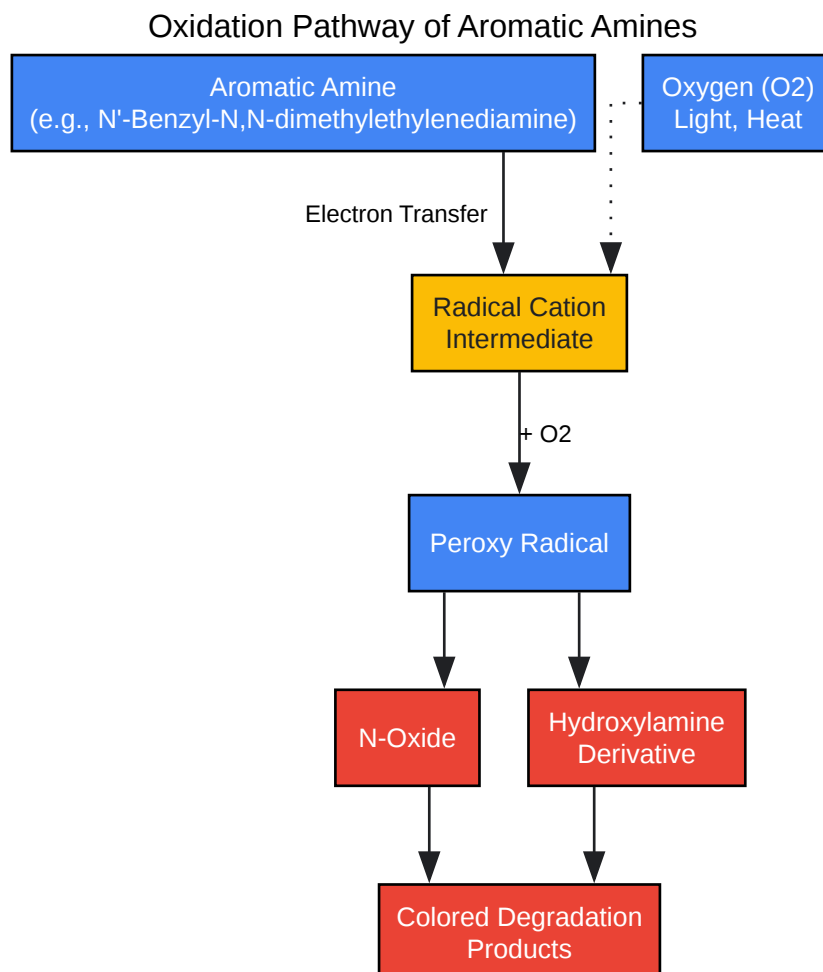 Oxidation Pathway of Aromatic Amines
Aromatic Amine
(e.g., N'-Benzyl-N,N-dimethylethylenediamine)
Oxygen (O2)
Light, Heat
Electron Transfer
Radical Cation
Intermediate
+ O2
Peroxy Radical
N-Oxide
Hydroxylamine
Derivative
Colored Degradation
Products